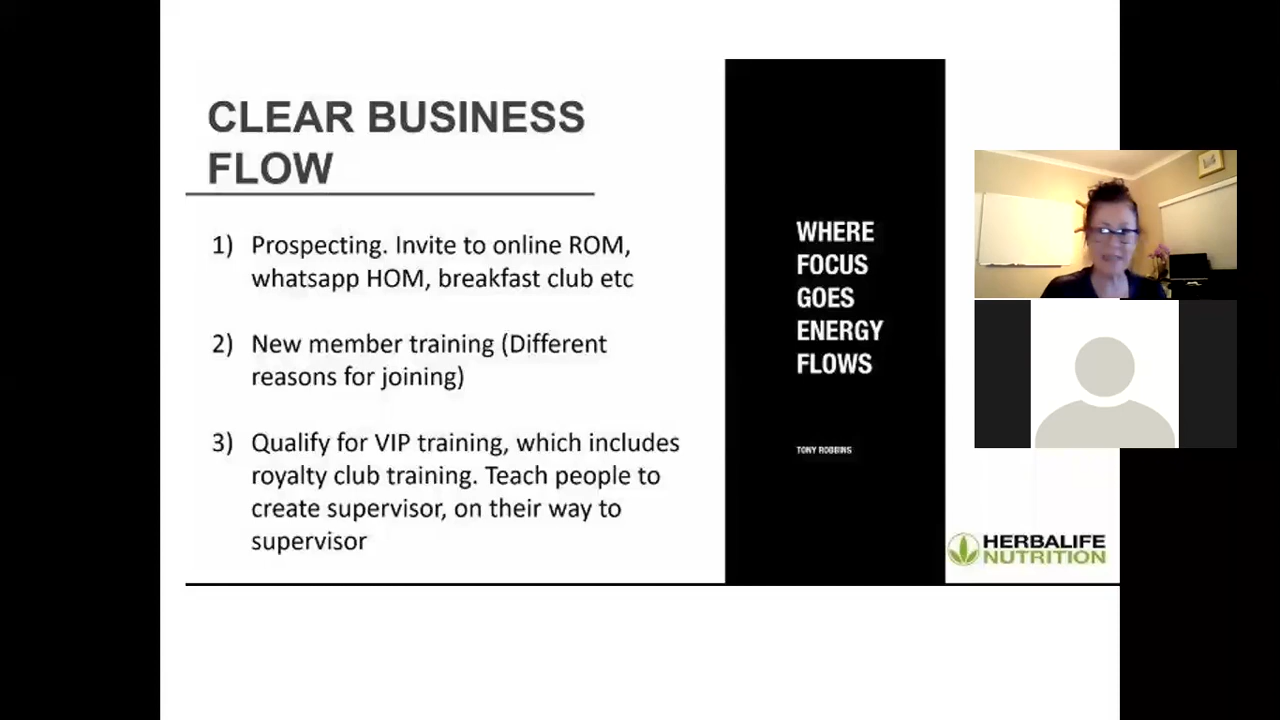 CLEAR BUSINESS
FLOW
1) Prospecting. Invite to online ROM,
whatsapp HOM, breakfast club etc
2) New member training (Different
reasons for joining)
3) Qualify for VIP training, which includes
royalty club training. Teach people to
create supervisor, on their way to
supervisor
WHERE
FOCUS
GOES
ENERGY
FLOWS
TONY ROBBINS
HERBALIFE
NUTRITION